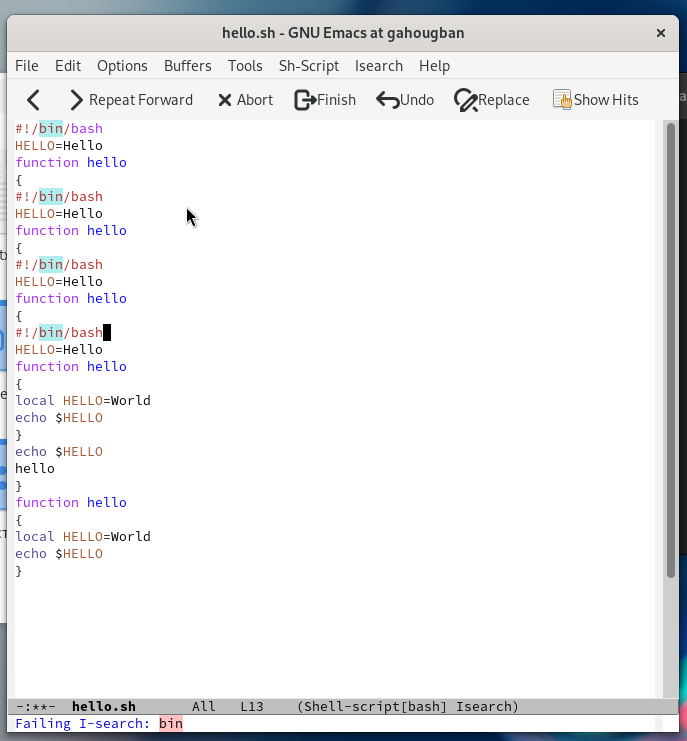 hello.sh - GNU Emacs at gahougban ×
File Edit Options Buffers Tools Sh-Script Isearch Help
Repeat Forward Abort Finish Undo Replace Show Hits
#!/bin/bash
HELLO=Hello
function hello
{
#!/bin/bash
HELLO=Hello
function hello
{
#!/bin/bash
HELLO=Hello
function hello
{
#!/bin/bash
HELLO=Hello
function hello
{
local HELLO=World
echo $HELLO
}
echo $HELLO
hello
}
function hello
{
local HELLO=World
echo $HELLO
}
-:**- hello.sh All L13 (Shell-script[bash] Isearch)
Failing I-search: bin